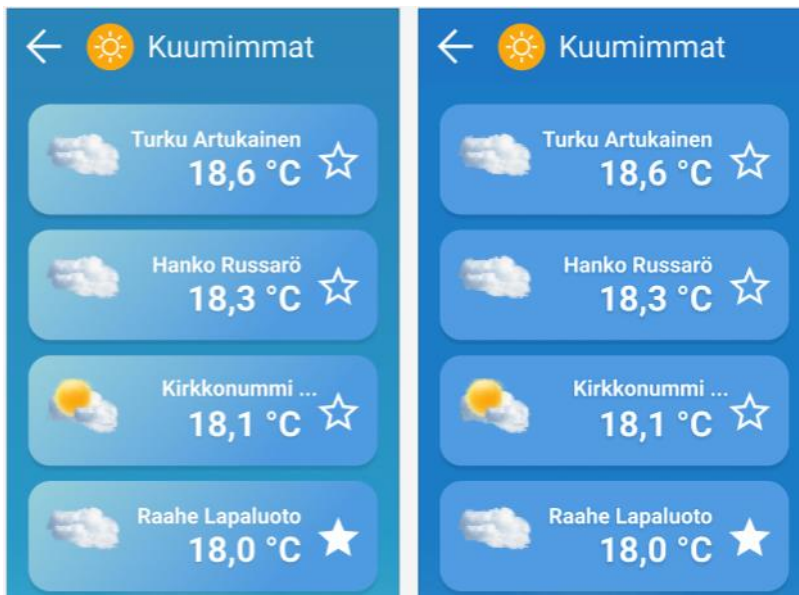 Kuumimmat
Turku Artukainen
18,6 °C
Hanko Russarö
18,3 °C
Kirkkonummi ...
18,1 °C
Raahe Lapaluoto
18,0 °C
Kuumimmat
Turku Artukainen
18,6 °C
Hanko Russarö
18,3 °C
Kirkkonummi ...
18,1 °C
Raahe Lapaluoto
18,0 °C